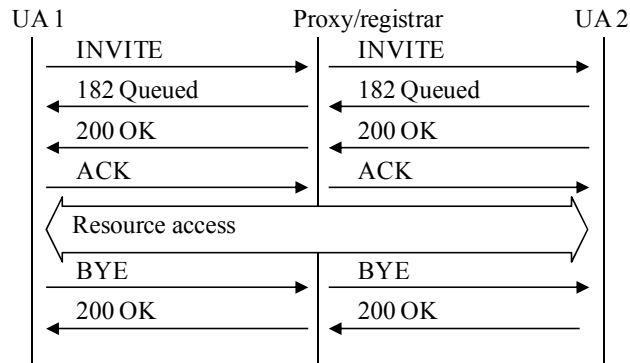 UA 1 Proxy/registrar UA 2
INVITE INVITE
182 Queued 182 Queued
200 OK 200 OK
ACK ACK
Resource access
BYE BYE
200 OK 200 OK